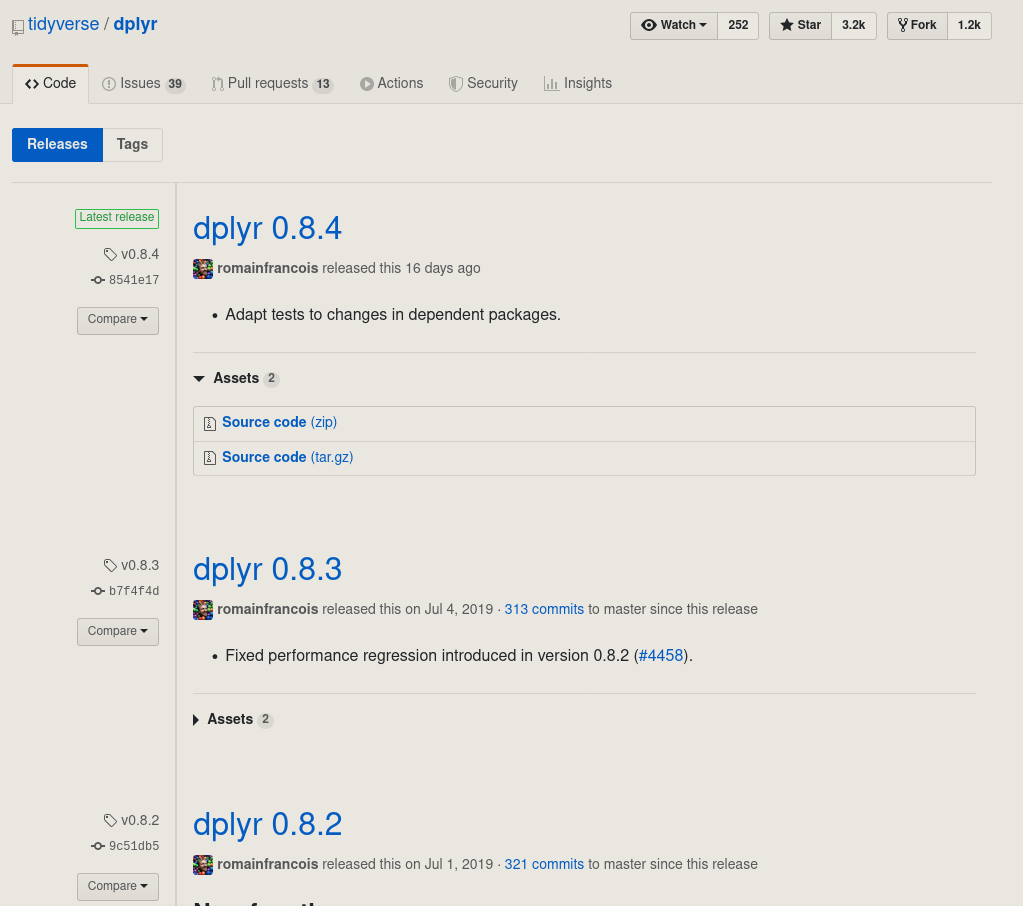 tidyverse / dplyr
Watch 252 Star 3.2k Fork 1.2k
Code Issues 39 Pull requests 13 Actions Security Insights
Releases Tags
Latest release
v0.8.4
8541e17
Compare
dplyr 0.8.4
romainfrancois released this 16 days ago
• Adapt tests to changes in dependent packages.
Assets 2
Source code (zip)
Source code (tar.gz)
v0.8.3
b7f4f4d
Compare
dplyr 0.8.3
romainfrancois released this on Jul 4, 2019 · 313 commits to master since this release
• Fixed performance regression introduced in version 0.8.2 (#4458).
Assets 2
v0.8.2
9c51db5
Compare
dplyr 0.8.2
romainfrancois released this on Jul 1, 2019 · 321 commits to master since this release